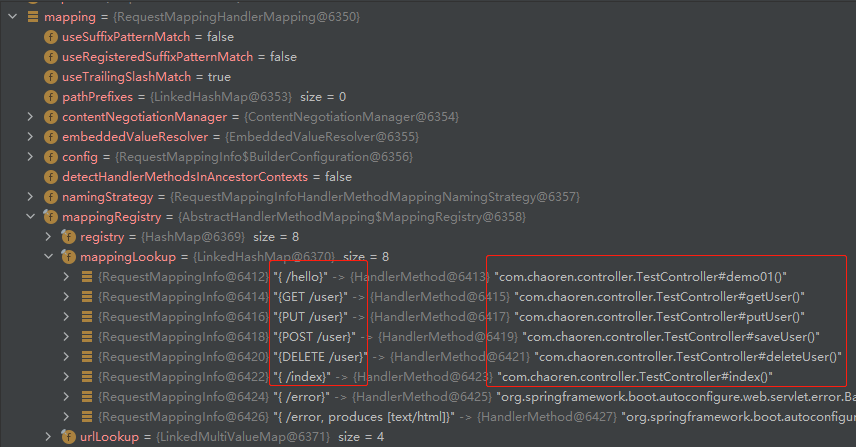 mapping = {RequestMappingHandlerMapping@6350}
useSuffixPatternMatch = false
useRegisteredSuffixPatternMatch = false
useTrailingSlashMatch = true
pathPrefixes = {LinkedHashMap@6353} size = 0
contentNegotiationManager = {ContentNegotiationManager@6354}
embeddedValueResolver = {EmbeddedValueResolver@6355}
config = {RequestMappingInfo$BuilderConfiguration@6356}
detectHandlerMethodsInAncestorContexts = false
namingStrategy = {RequestMappingInfoHandlerMethodMappingNamingStrategy@6357}
mappingRegistry = {AbstractHandlerMethodMapping$MappingRegistry@6358}
registry = {HashMap@6369} size = 8
mappingLookup = {LinkedHashMap@6370} size = 8
{RequestMappingInfo@6412} "{ /hello}" -> {HandlerMethod@6413} "com.chaoren.controller.TestController#demo01()"
{RequestMappingInfo@6414} "{GET /user}" -> {HandlerMethod@6415} "com.chaoren.controller.TestController#getUser()"
{RequestMappingInfo@6416} "{PUT /user}" -> {HandlerMethod@6417} "com.chaoren.controller.TestController#putUser()"
{RequestMappingInfo@6418} "{POST /user}" -> {HandlerMethod@6419} "com.chaoren.controller.TestController#saveUser()"
{RequestMappingInfo@6420} "{DELETE /user}" -> {HandlerMethod@6421} "com.chaoren.controller.TestController#deleteUser()"
{RequestMappingInfo@6422} "{ /index}" -> {HandlerMethod@6423} "com.chaoren.controller.TestController#index()"
{RequestMappingInfo@6424} "{ /error}" -> {HandlerMethod@6425} "org.springframework.boot.autoconfigure.web.servlet.error.Ba
{RequestMappingInfo@6426} "{ /error, produces [text/html]}" -> {HandlerMethod@6427} "org.springframework.boot.autoconfigu
urlLookup = {LinkedMultiValueMap@6371} size = 4